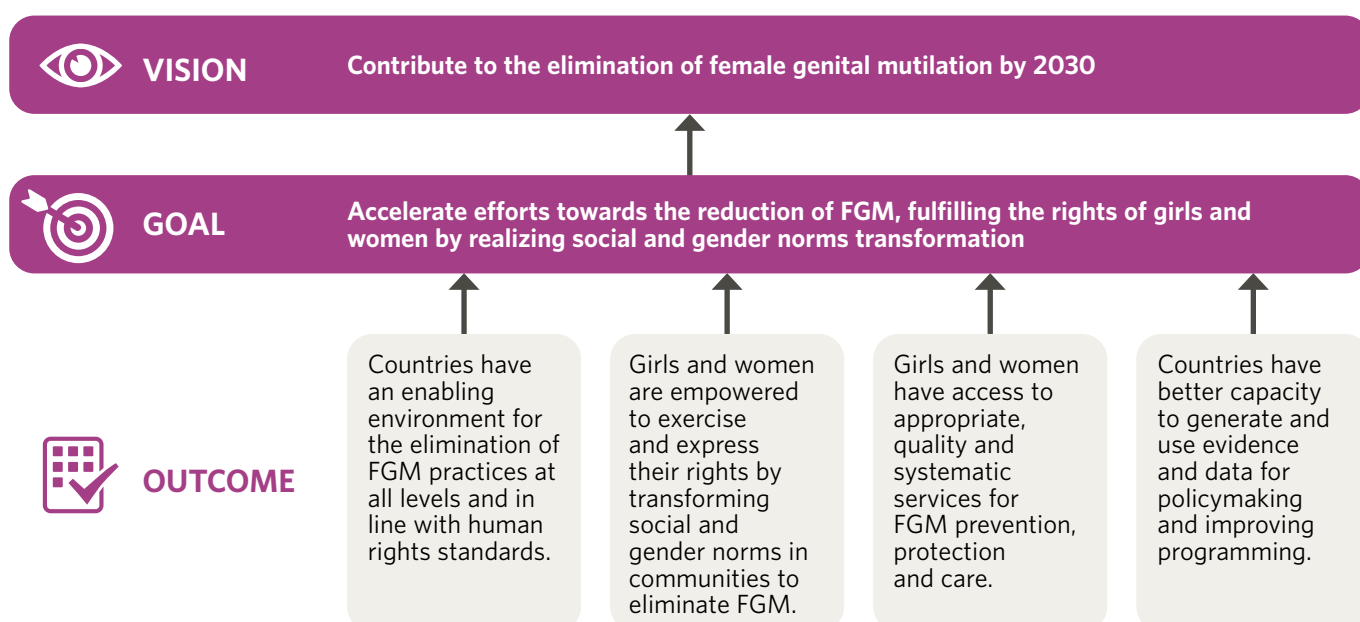 VISION
Contribute to the elimination of female genital mutilation by 2030
GOAL
Accelerate efforts towards the reduction of FGM, fulfilling the rights of girls and
women by realizing social and gender norms transformation
OUTCOME
Countries have
an enabling
environment for
the elimination of
FGM practices at
all levels and in
line with human
rights standards.
Girls and women
are empowered
to exercise
and express
their rights by
transforming
social and
gender norms in
communities to
eliminate FGM.
Girls and women
have access to
appropriate,
quality and
systematic
services for
FGM prevention,
protection
and care.
Countries have
better capacity
to generate and
use evidence
and data for
policymaking
and improving
programming.